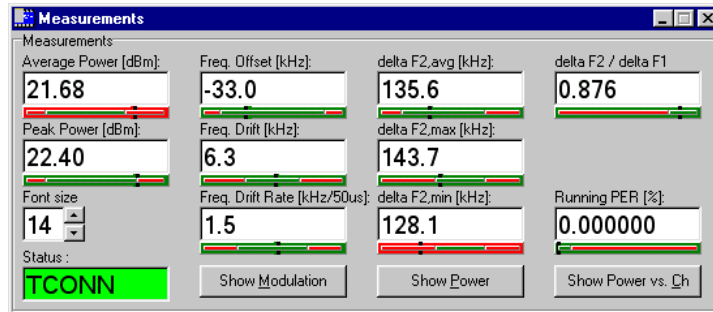 Measurements
Measurements
Average Power [dBm]: Freq. Offset [kHz]: delta F2,avg [kHz]: delta F2 / delta F1
21.68 -33.0 135.6 0.876
Peak Power [dBm]: Freq. Drift [kHz]: delta F2,max [kHz]:
22.40 6.3 143.7
Font size Freq. Drift Rate [kHz/50us]: delta F2,min [kHz]: Running PER [%]:
14 1.5 128.1 0.000000
Status :
TCONN Show Modulation Show Power Show Power vs. Ch